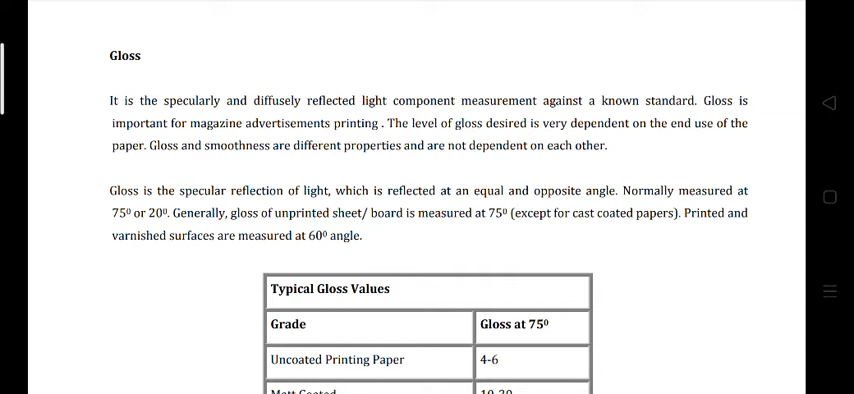 Gloss
It is the specularly and diffusely reflected light component measurement against a known standard. Gloss is
important for magazine advertisements printing . The level of gloss desired is very dependent on the end use of the
paper. Gloss and smoothness are different properties and are not dependent on each other.
Gloss is the specular reflection of light, which is reflected at an equal and opposite angle. Normally measured at
75⁰ or 20⁰. Generally, gloss of unprinted sheet/ board is measured at 75⁰ (except for cast coated papers). Printed and
varnished surfaces are measured at 60⁰ angle.
Typical Gloss Values
Grade Gloss at 75⁰
Uncoated Printing Paper 4-6
Matt Coated 10-20